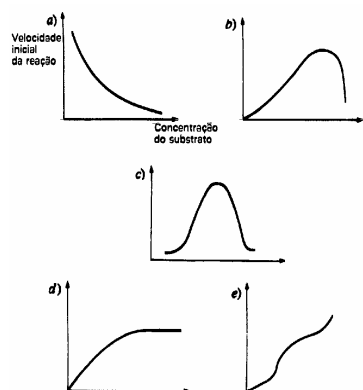 a)
Velocidade
inicial
da reação
Concentração
do substrato
b)
c)
d)
e)